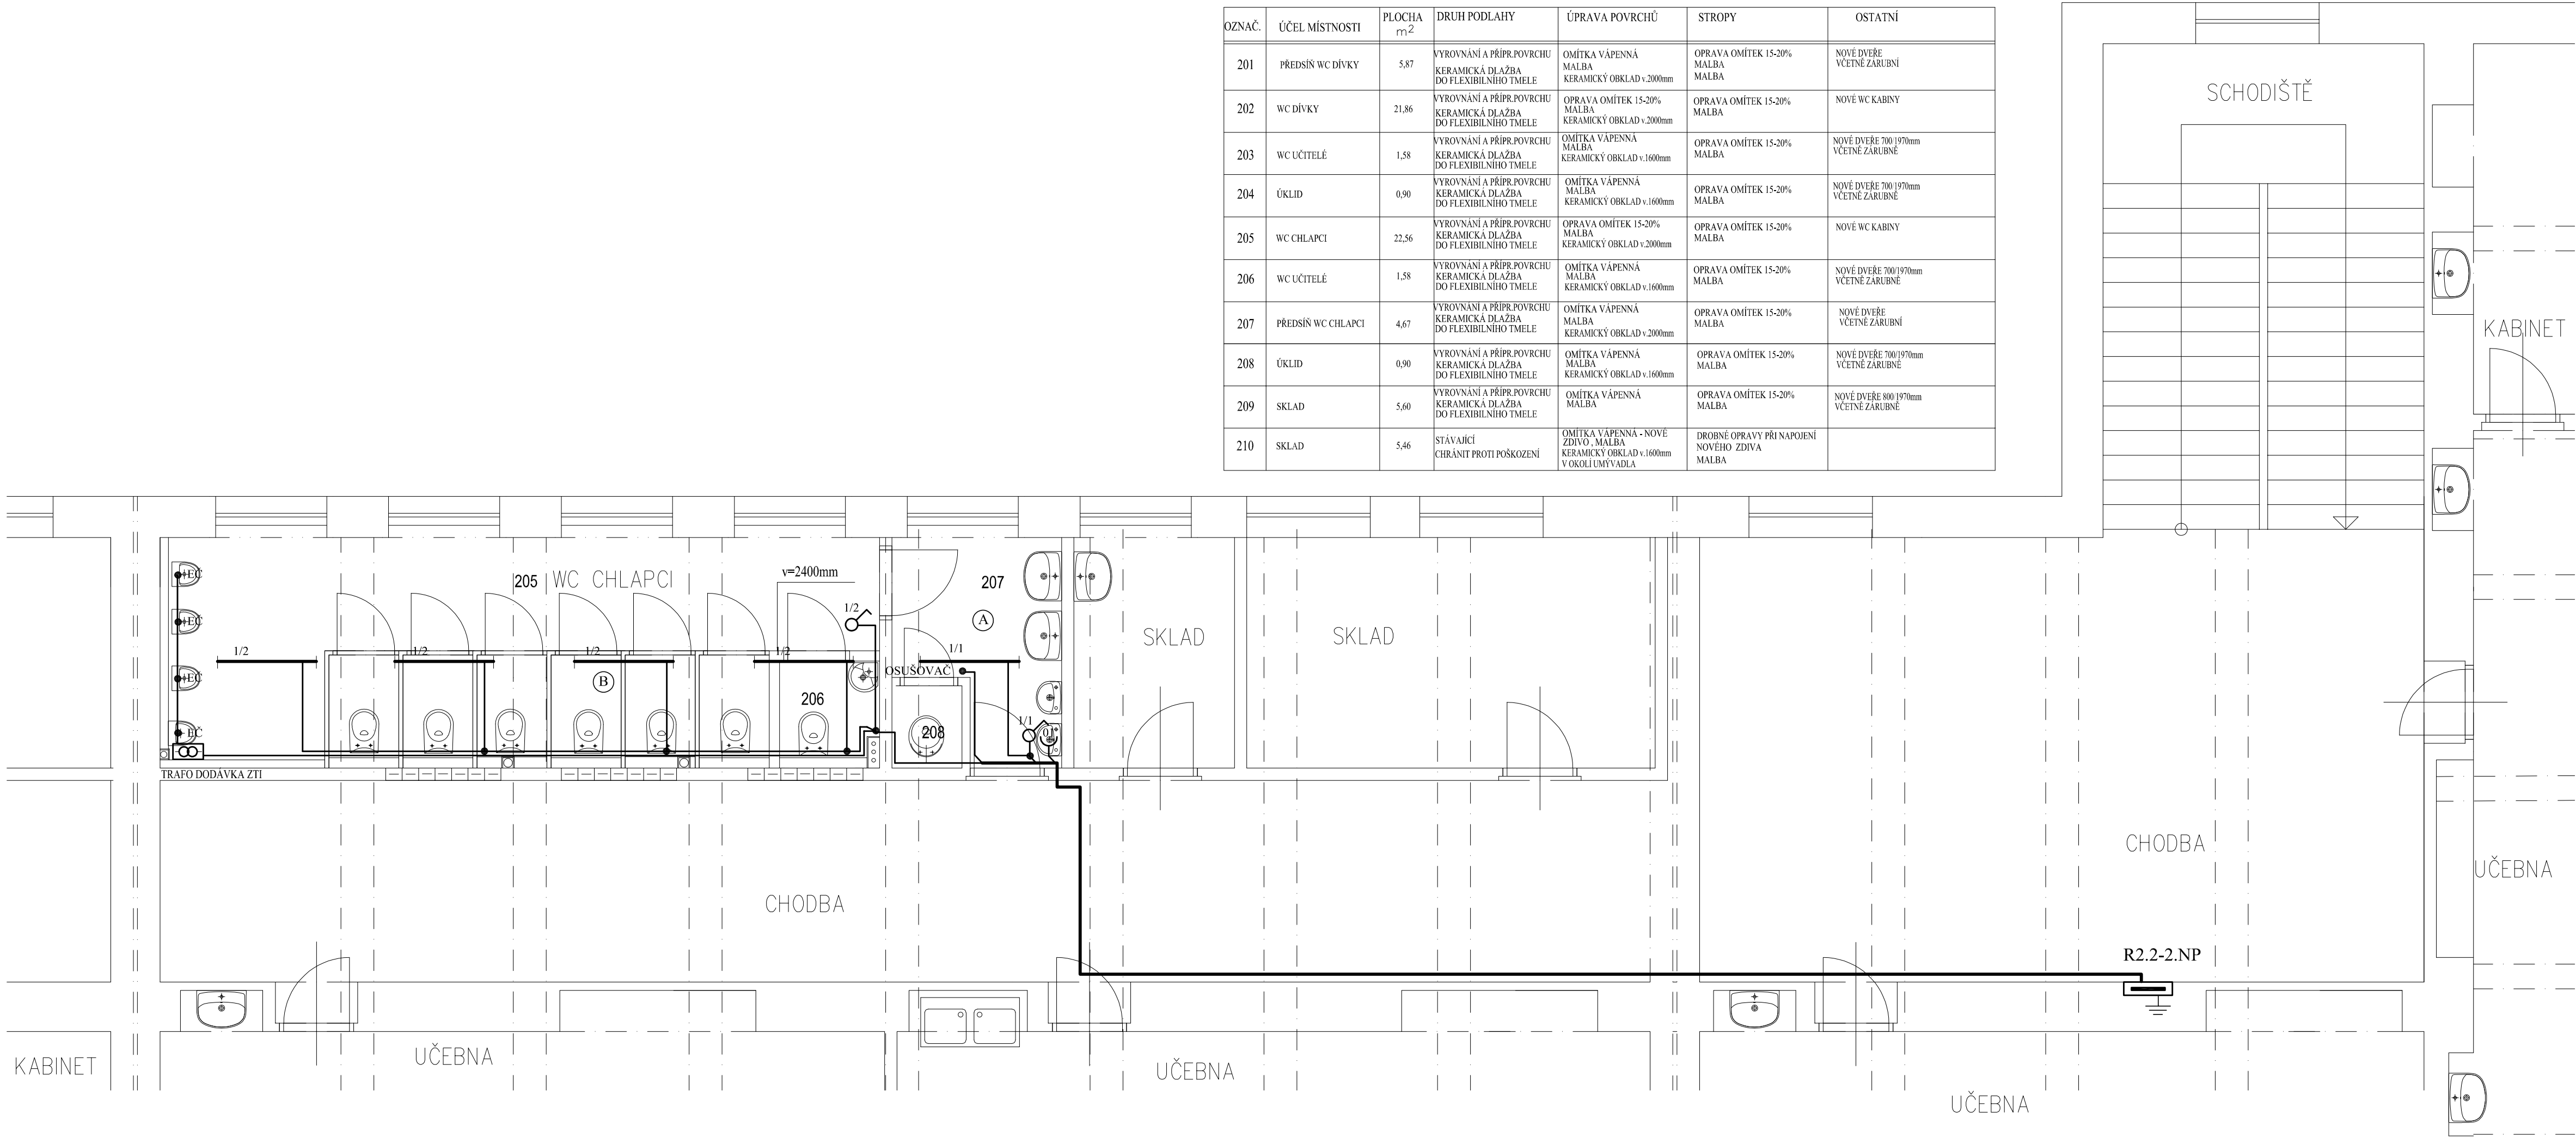 OZNAČ. ÚČEL MÍSTNOSTI PLOCHA m2 DRUH PODLAHY ÚPRAVA POVRCHŮ STROPY OSTATNÍ
201 PŘEDSÍŇ WC DÍVKY 5,87
VYROVNÁNÍ A PŘÍPR.POVRCHU
KERAMICKÁ DLAŽBA
DO FLEXIBILNÍHO TMELE
OMÍTKA VÁPENNÁ
MALBA
KERAMICKÝ OBKLAD v.2000mm
OPRAVA OMÍTEK 15-20%
MALBA
MALBA
NOVÉ DVEŘE
VČETNĚ ZÁRUBNÍ
202 WC DÍVKY 21,86
VYROVNÁNÍ A PŘÍPR.POVRCHU
KERAMICKÁ DLAŽBA
DO FLEXIBILNÍHO TMELE
OPRAVA OMÍTEK 15-20%
MALBA
KERAMICKÝ OBKLAD v.2000mm
OPRAVA OMÍTEK 15-20%
MALBA
NOVÉ WC KABINY
203 WC UČITELÉ 1,58
VYROVNÁNÍ A PŘÍPR.POVRCHU
KERAMICKÁ DLAŽBA
DO FLEXIBILNÍHO TMELE
OMÍTKA VÁPENNÁ
MALBA
KERAMICKÝ OBKLAD v.1600mm
OPRAVA OMÍTEK 15-20%
MALBA
NOVÉ DVEŘE 700/1970mm
VČETNĚ ZÁRUBNĚ
204 ÚKLID 0,90
VYROVNÁNÍ A PŘÍPR.POVRCHU
KERAMICKÁ DLAŽBA
DO FLEXIBILNÍHO TMELE
OMÍTKA VÁPENNÁ
MALBA
KERAMICKÝ OBKLAD v.1600mm
OPRAVA OMÍTEK 15-20%
MALBA
NOVÉ DVEŘE 700/1970mm
VČETNĚ ZÁRUBNĚ
205 WC CHLAPCI 22,56
VYROVNÁNÍ A PŘÍPR.POVRCHU
KERAMICKÁ DLAŽBA
DO FLEXIBILNÍHO TMELE
OPRAVA OMÍTEK 15-20%
MALBA
KERAMICKÝ OBKLAD v.2000mm
OPRAVA OMÍTEK 15-20%
MALBA
NOVÉ WC KABINY
206 WC UČITELÉ 1,58
VYROVNÁNÍ A PŘÍPR.POVRCHU
KERAMICKÁ DLAŽBA
DO FLEXIBILNÍHO TMELE
OMÍTKA VÁPENNÁ
MALBA
KERAMICKÝ OBKLAD v.1600mm
OPRAVA OMÍTEK 15-20%
MALBA
NOVÉ DVEŘE 700/1970mm
VČETNĚ ZÁRUBNĚ
207 PŘEDSÍŇ WC CHLAPCI 4,67
VYROVNÁNÍ A PŘÍPR.POVRCHU
KERAMICKÁ DLAŽBA
DO FLEXIBILNÍHO TMELE
OMÍTKA VÁPENNÁ
MALBA
KERAMICKÝ OBKLAD v.2000mm
OPRAVA OMÍTEK 15-20%
MALBA
NOVÉ DVEŘE
VČETNĚ ZÁRUBNÍ
208 ÚKLID 0,90
VYROVNÁNÍ A PŘÍPR.POVRCHU
KERAMICKÁ DLAŽBA
DO FLEXIBILNÍHO TMELE
OMÍTKA VÁPENNÁ
MALBA
KERAMICKÝ OBKLAD v.1600mm
OPRAVA OMÍTEK 15-20%
MALBA
NOVÉ DVEŘE 700/1970mm
VČETNĚ ZÁRUBNĚ
209 SKLAD 5,60
VYROVNÁNÍ A PŘÍPR.POVRCHU
KERAMICKÁ DLAŽBA
DO FLEXIBILNÍHO TMELE
OMÍTKA VÁPENNÁ
MALBA
OPRAVA OMÍTEK 15-20%
MALBA
NOVÉ DVEŘE 800/1970mm
VČETNĚ ZÁRUBNĚ
210 SKLAD 5,46
STÁVAJÍCÍ
CHRÁNIT PROTI POŠKOZENÍ
OMÍTKA VÁPENNÁ - NOVÉ
ZDIVO , MALBA
KERAMICKÝ OBKLAD v.1600mm
V OKOLÍ UMÝVADLA
DROBNÉ OPRAVY PŘI NAPOJENÍ
NOVÉHO ZDIVA
MALBA
SCHODIŠTĚ
KABINET
EČ
205 WC CHLAPCI
v=2400mm
207
1/2
A
EČ
SKLAD
SKLAD
1/2
1/2
1/2
1/2
1/1
OSUŠOVAČ
EČ
B
206
1/1
01
208
EČ
TRAFO DODÁVKA ZTI
CHODBA
UČEBNA
CHODBA
R2.2-2.NP
KABINET
UČEBNA
UČEBNA
UČEBNA